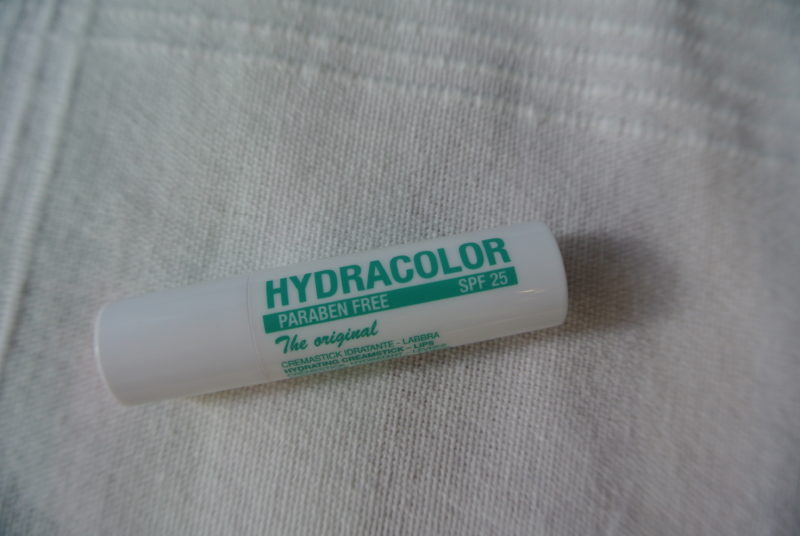 HYDRACOLOR
PARABEN FREE SPF 25
The original
CREMASTICK IDRATANTE - LABBRA
HYDRATING CREAMSTICK - LIPS